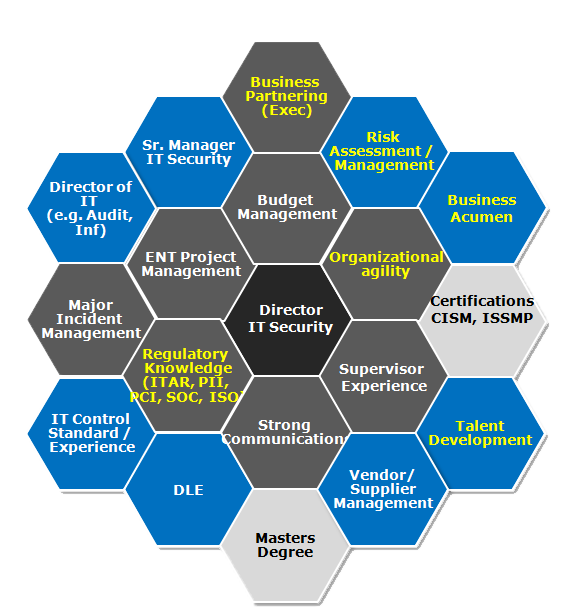 Business
Partnering
(Exec)
Sr. Manager
IT Security
Risk
Assessment /
Management
Director of
IT
(e.g. Audit,
Inf)
Budget
Management
Business
Acumen
ENT Project
Management
Organizational
agility
Major
Incident
Management
Director
IT Security
Certifications
CISM, ISSMP
Regulatory
Knowledge
(ITAR, PII,
PCI, SOC, ISO)
Supervisor
Experience
IT Control
Standard /
Experience
Strong
Communications
Talent
Development
DLE
Vendor/
Supplier
Management
Masters
Degree